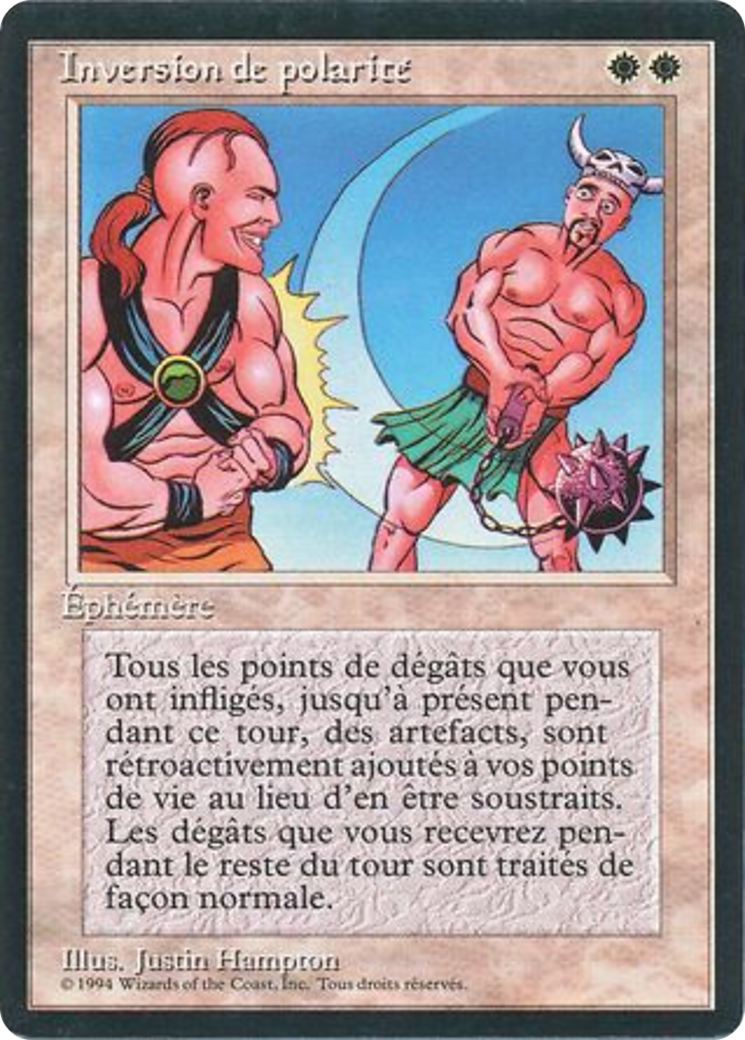 Inversion de polarité
Éphémère
Tous les points de dégâts que vous
ont infligés, jusqu'à présent pen-
dant ce tour, des artefacts, sont
rétroactivement ajoutés à vos points
de vie au lieu d'en être soustraits.
Les dégâts que vous recevrez pen-
dant le reste du tour sont traités de
façon normale.
Illus. Justin Hampton
© 1994 Wizards of the Coast, Inc. Tous droits réservés.